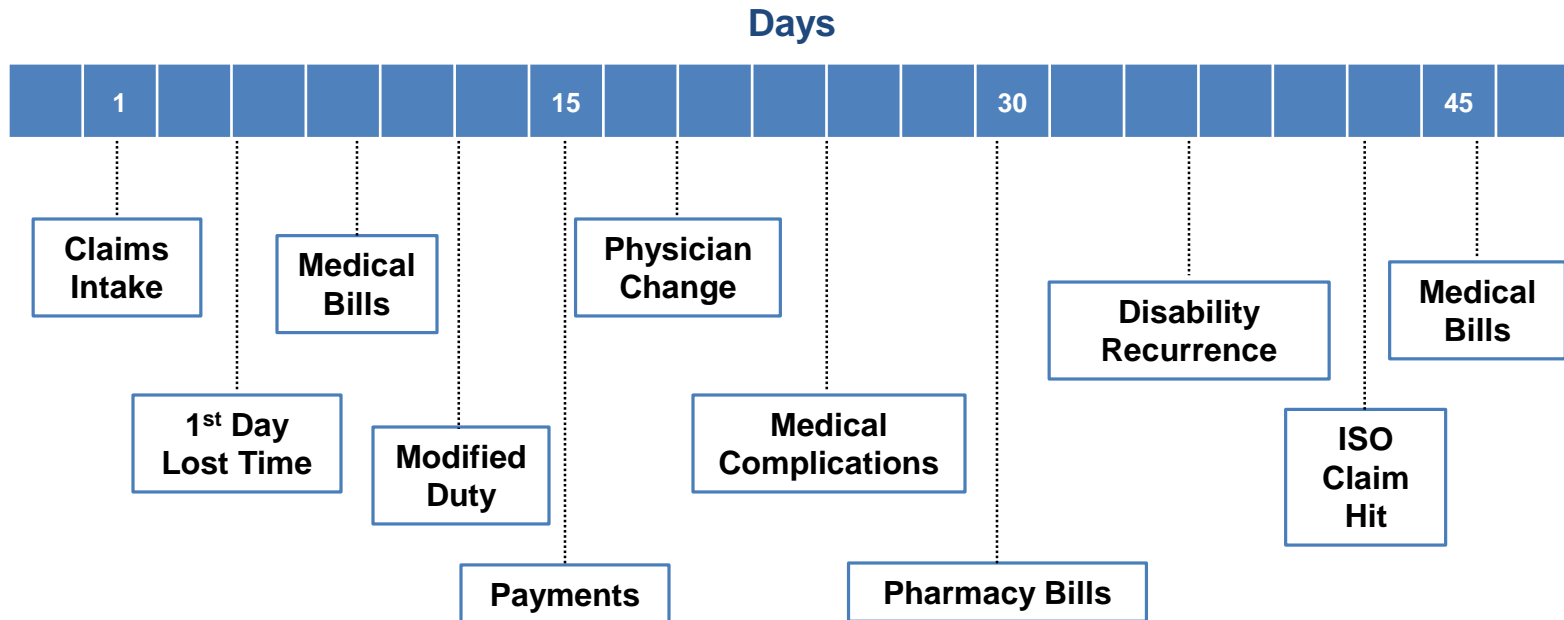 Days
1
15
30
45
Claims
Intake
Medical
Bills
Physician
Change
Disability
Recurrence
Medical
Bills
1st Day
Lost Time
Modified
Duty
Medical
Complications
ISO
Claim
Hit
Payments
Pharmacy Bills